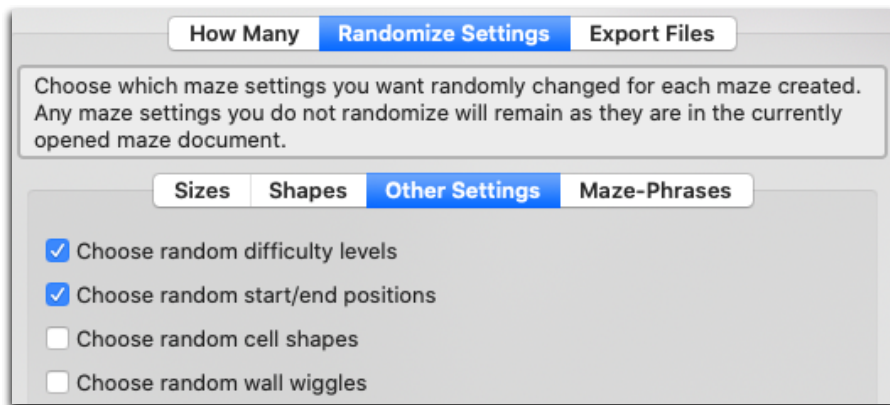 How Many Randomize Settings Export Files
Choose which maze settings you want randomly changed for each maze created.
Any maze settings you do not randomize will remain as they are in the currently
opened maze document.
Sizes Shapes Other Settings Maze-Phrases
Choose random difficulty levels
Choose random start/end positions
Choose random cell shapes
Choose random wall wiggles